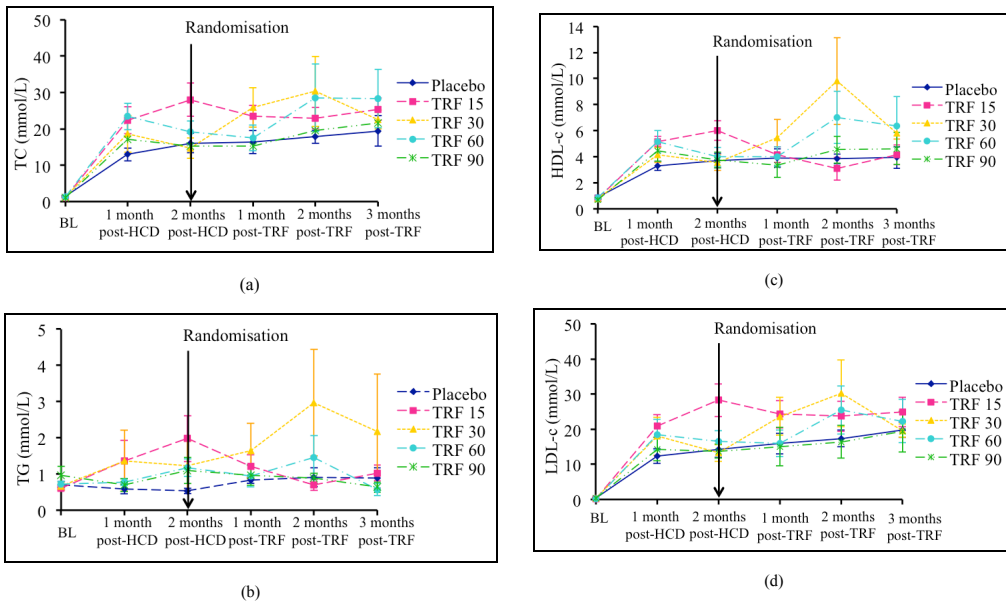 50
40
30
20
10
0
TC (mmol/L)
Randomisation
BL
1 month
post-HCD
2 months
post-HCD
1 month
post-TRF
2 months
post-TRF
3 months
post-TRF
Placebo
TRF 15
TRF 30
TRF 60
TRF 90
(a)
14
12
10
8
6
4
2
0
HDL-c (mmol/L)
Randomisation
BL
1 month
post-HCD
2 months
post-HCD
1 month
post-TRF
2 months
post-TRF
3 months
post-TRF
Placebo
TRF 15
TRF 30
TRF 60
TRF 90
(c)
5
4
3
2
1
0
TG (mmol/L)
Randomisation
BL
1 month
post-HCD
2 months
post-HCD
1 month
post-TRF
2 months
post-TRF
3 months
post-TRF
Placebo
TRF 15
TRF 30
TRF 60
TRF 90
(b)
50
40
30
20
10
0
LDL-c (mmol/L)
Randomisation
BL
1 month
post-HCD
2 months
post-HCD
1 month
post-TRF
2 months
post-TRF
3 months
post-TRF
Placebo
TRF 15
TRF 30
TRF 60
TRF 90
(d)